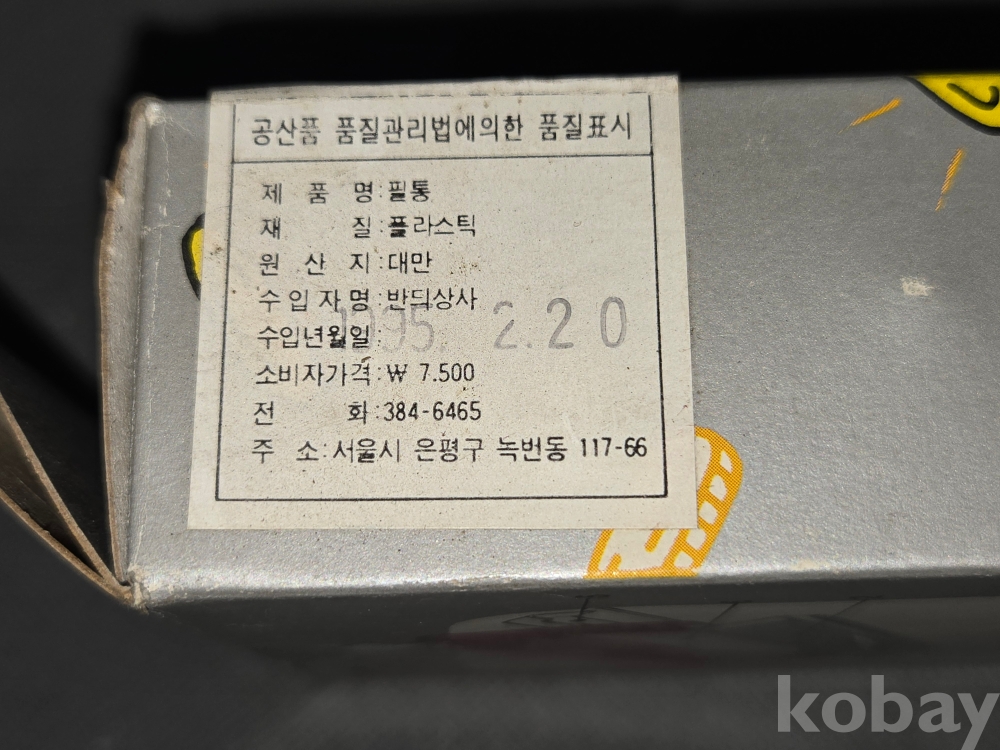 공산품 품질관리법에의한 품질표시
제 품 명:필통
재 질:플라스틱
원 산 지:대만
수입자명:반딕상사
수입년월일: 1995. 2.20
소비자가격:₩ 7.500
전 화:384-6465
주 소:서울시 은평구 녹번동 117-66
kobay